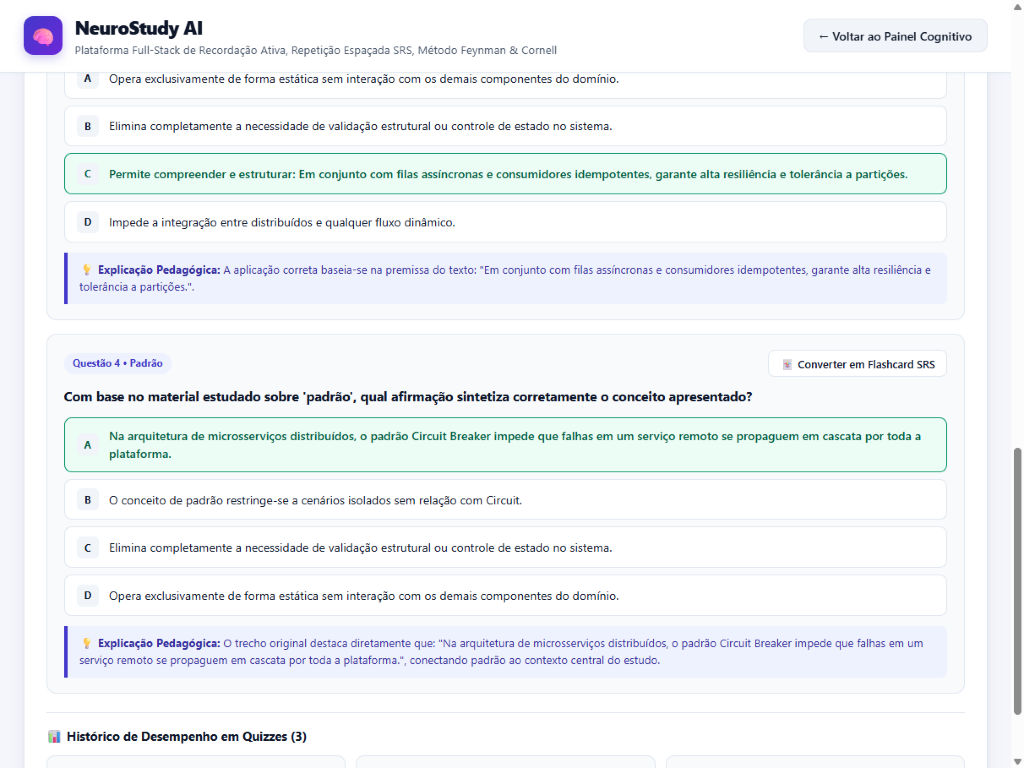 NeuroStudy AI
Plataforma Full-Stack de Recordação Ativa, Repetição Espaçada SRS, Método Feynman & Cornell
← Voltar ao Painel Cognitivo
A Opera exclusivamente de forma estática sem interação com os demais componentes do domínio.
B Elimina completamente a necessidade de validação estrutural ou controle de estado no sistema.
C Permite compreender e estruturar: Em conjunto com filas assíncronas e consumidores idempotentes, garante alta resiliência e tolerância a partições.
D Impede a integração entre distribuídos e qualquer fluxo dinâmico.
💡 Explicação Pedagógica: A aplicação correta baseia-se na premissa do texto: "Em conjunto com filas assíncronas e consumidores idempotentes, garante alta resiliência e
tolerância a partições.".
Questão 4 • Padrão
Converter em Flashcard SRS
Com base no material estudado sobre 'padrão', qual afirmação sintetiza corretamente o conceito apresentado?
A Na arquitetura de microsserviços distribuídos, o padrão Circuit Breaker impede que falhas em um serviço remoto se propaguem em cascata por toda a
plataforma.
B O conceito de padrão restringe-se a cenários isolados sem relação com Circuit.
C Elimina completamente a necessidade de validação estrutural ou controle de estado no sistema.
D Opera exclusivamente de forma estática sem interação com os demais componentes do domínio.
💡 Explicação Pedagógica: O trecho original destaca diretamente que: "Na arquitetura de microsserviços distribuídos, o padrão Circuit Breaker impede que falhas em um
serviço remoto se propaguem em cascata por toda a plataforma.", conectando padrão ao contexto central do estudo.
📊 Histórico de Desempenho em Quizzes (3)